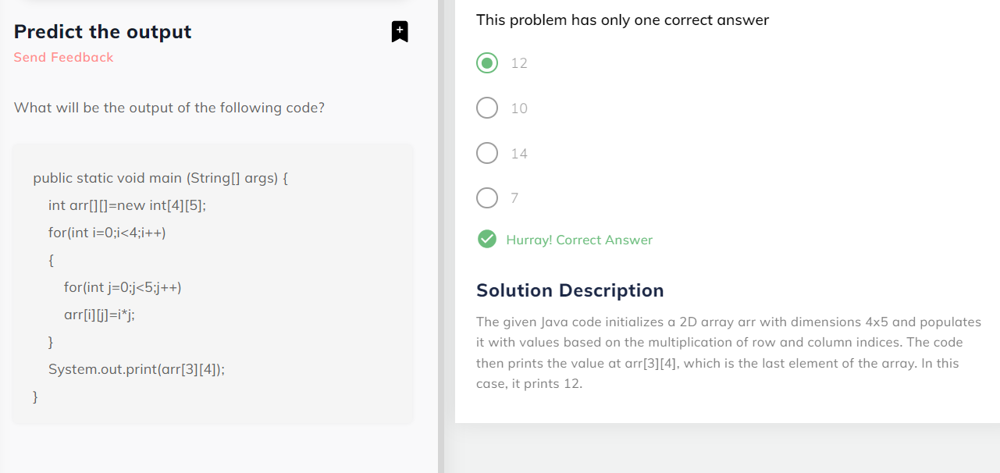 Predict the output
Send Feedback
What will be the output of the following code?
public static void main (String[] args) {
int arr[][]=new int[4][5];
for(int i=0;i<4;i++)
{
for(int j=0;j<5;j++)
arr[i][j]=i*j;
}
System.out.print(arr[3][4]);
}
This problem has only one correct answer
12
10
14
7
Hurray! Correct Answer
Solution Description
The given Java code initializes a 2D array arr with dimensions 4x5 and populates
it with values based on the multiplication of row and column indices. The code
then prints the value at arr[3][4], which is the last element of the array. In this
case, it prints 12.